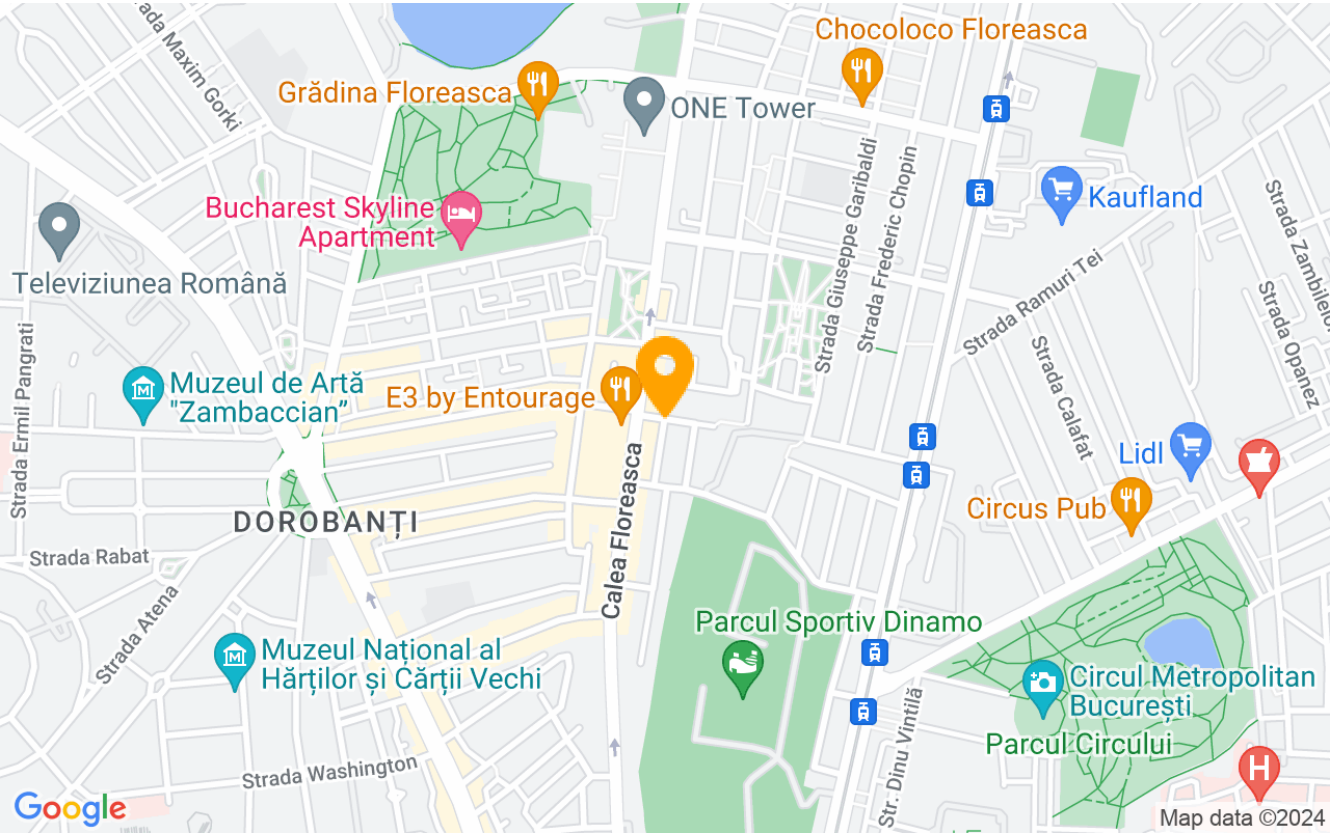 Chocoloco Floreasca
rada Maxim Gorki
Grădina Floreasca
ONE Tower
Strada Giuseppe Garibaldi
Strada Frederic Chopin
Kaufland
Strada Zambilelor
Bucharest Skyline
Apartment
Televiziunea Română
Strada Ramuri Tei
Strada Opanez
Strada Ermil Pangrati
Strada Calafat
Muzeul de Artă
"Zambaccian”
E3 by Entourage
Lidl
Circus Pub
DOROBANȚI
Calea Floreasca
Strada Rabat
Strada Atena
Parcul Sportiv Dinamo
Muzeul Național al
Hărților și Cărții Vechi
Circul Metropolitan
București
Str. Dinu Vintilă
Parcul Circului
Strada Washington
H
Google
Map data ©2024